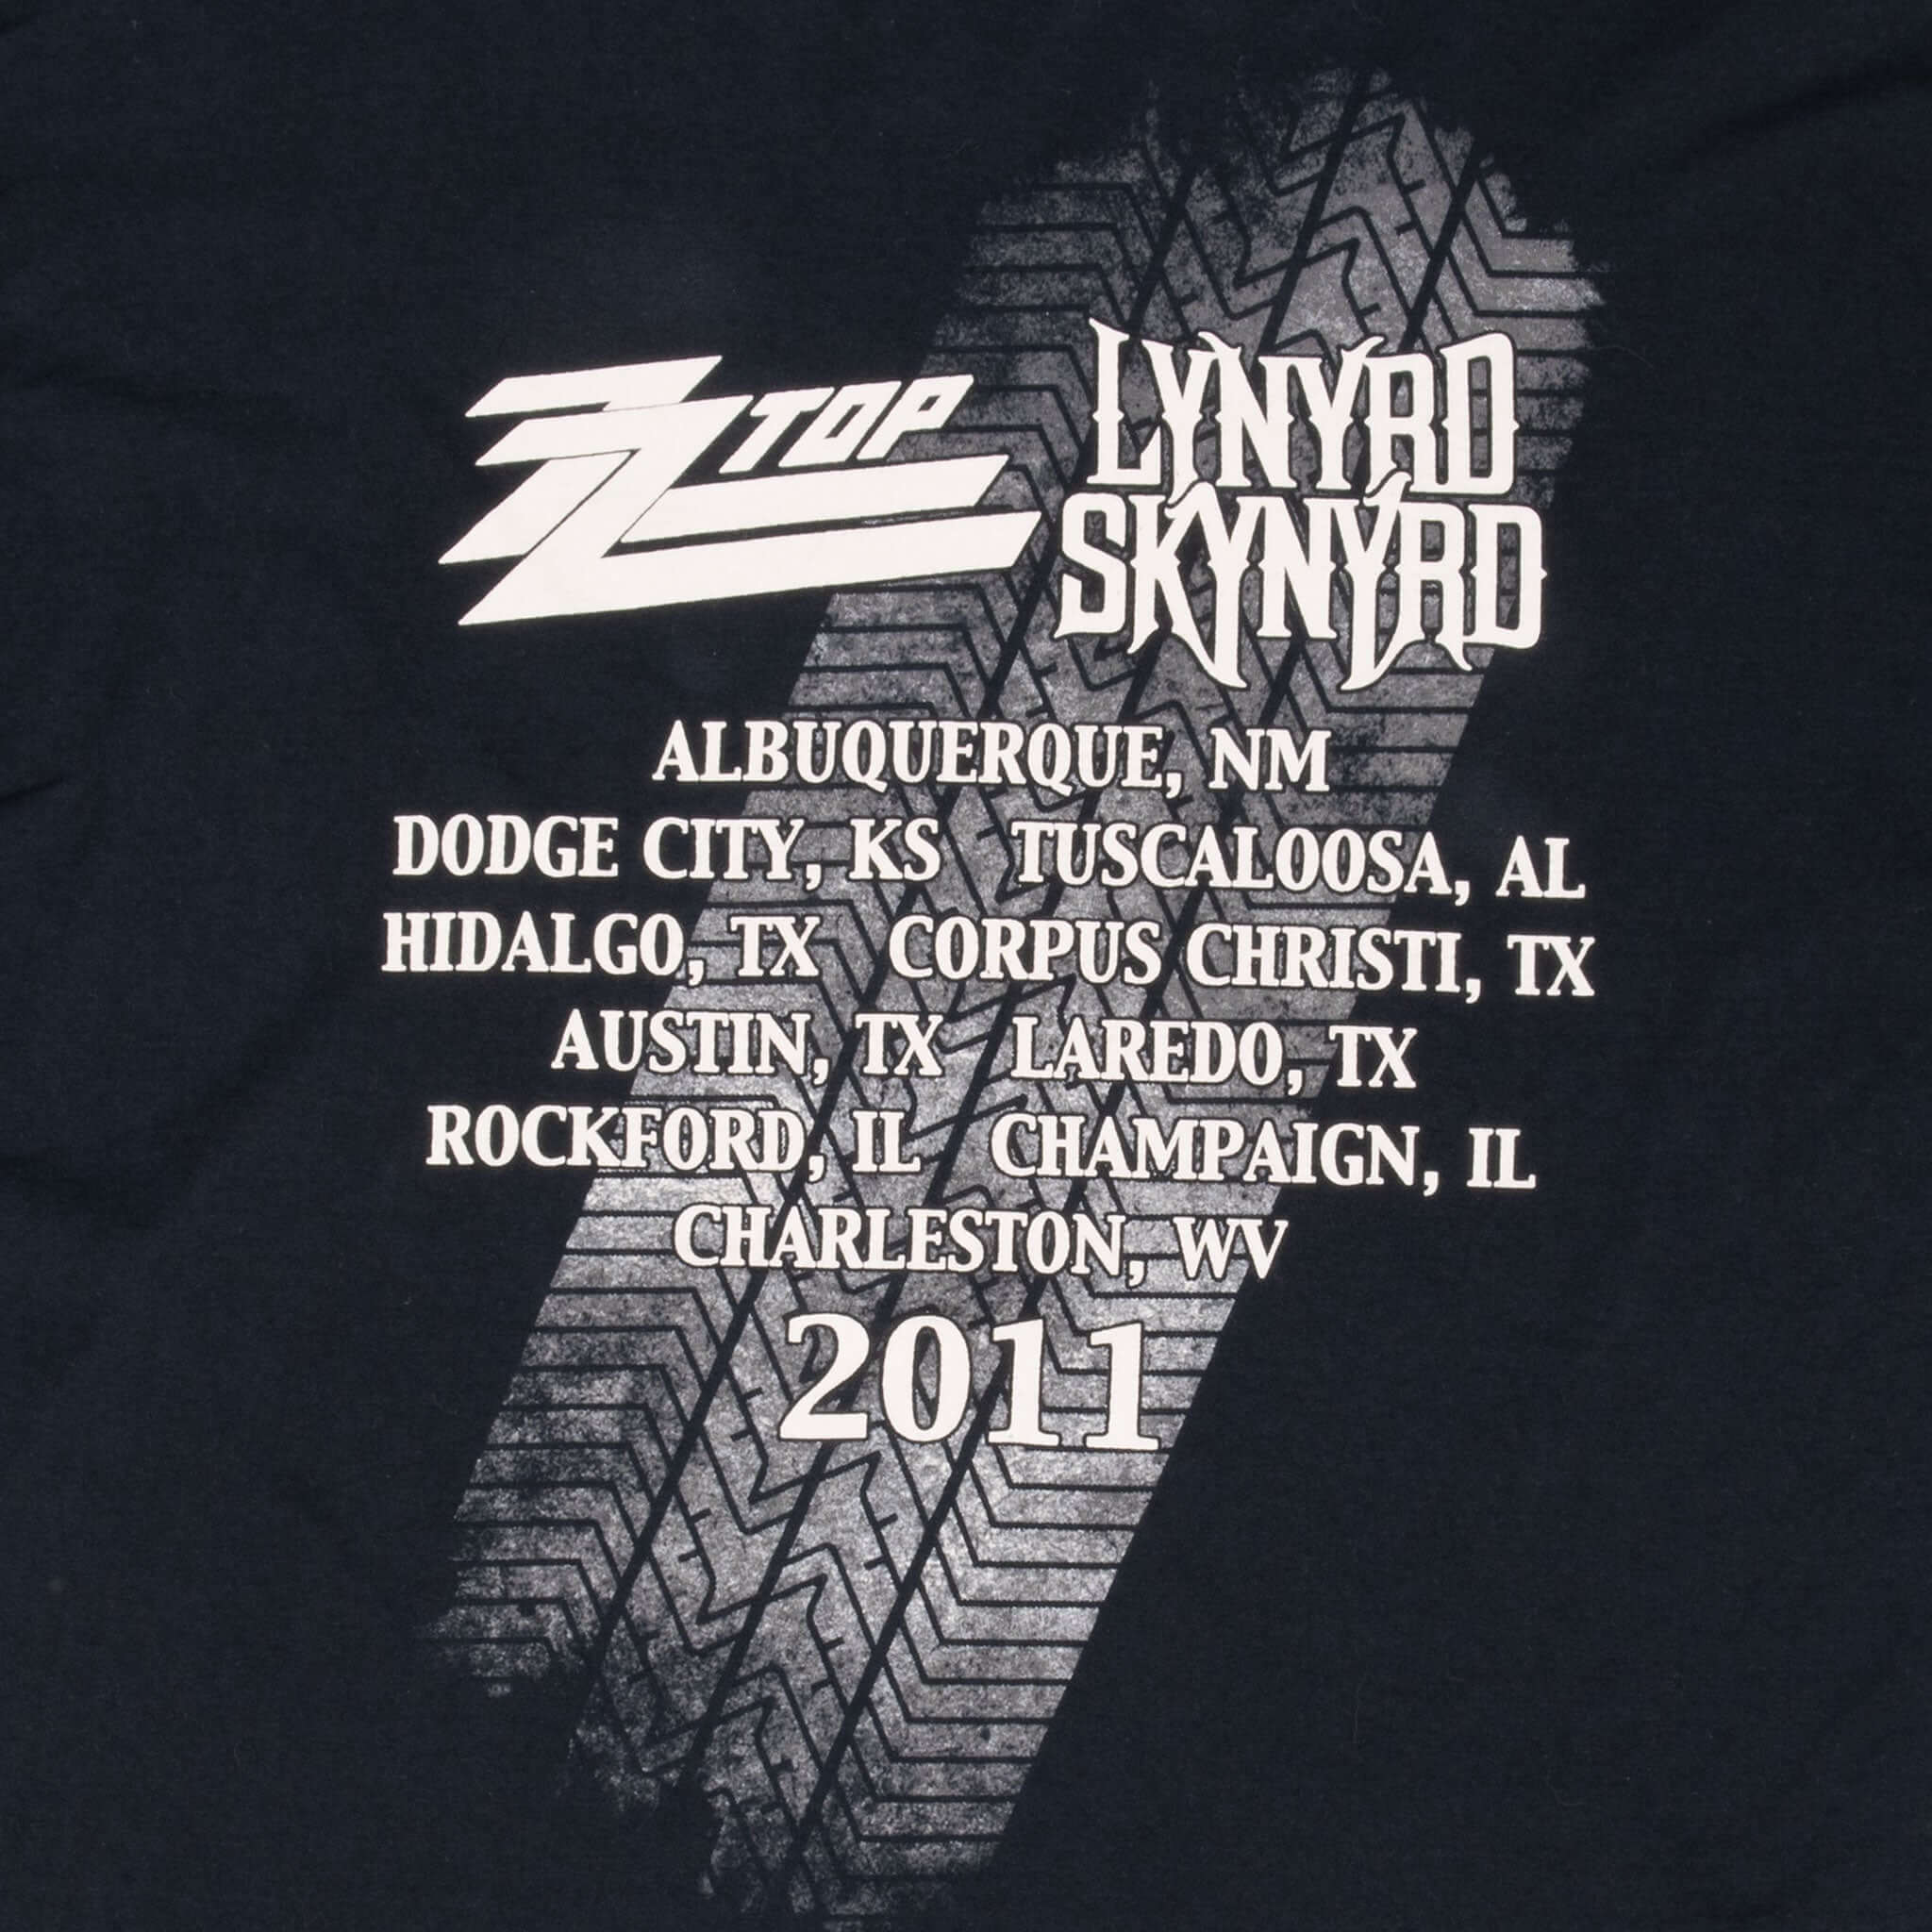 ZZ TOP
LYNYRD
SKYNYRD
ALBUQUERQUE, NM
DODGE CITY, KS TUSCALOOSA, AL
HIDALGO, TX CORPUS CHRISTI, TX
AUSTIN, TX LAREDO, TX
ROCKFORD, IL CHAMPAIGN, IL
CHARLESTON, WV
2011